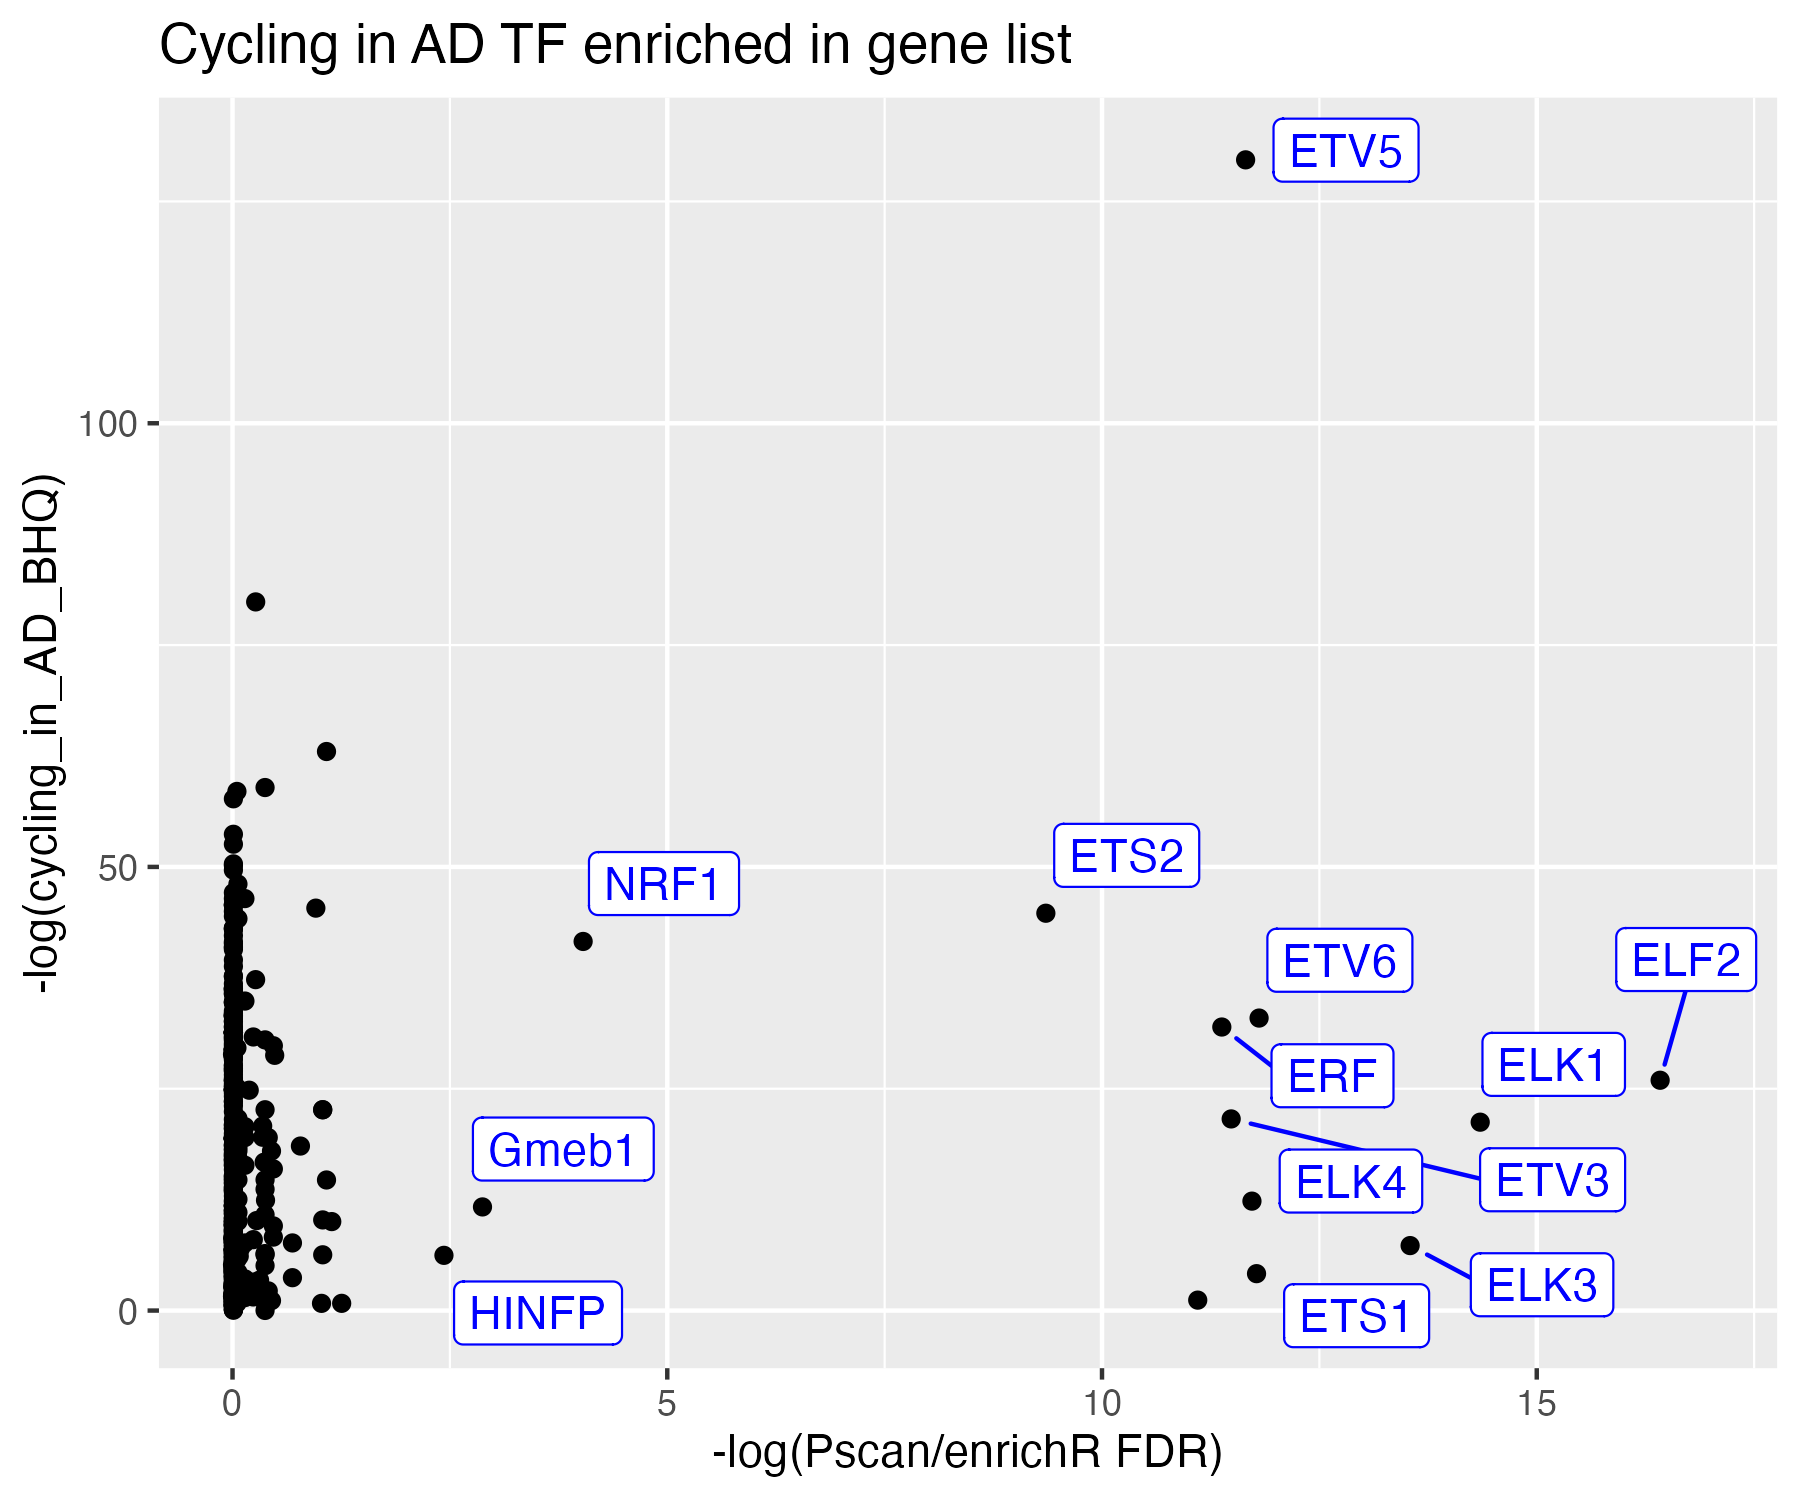 Cycling in AD TF enriched in gene list
ETV5
100
-log(cycling_in_AD_BHQ)
50
ETS2
NRF1
ETV6
ELF2
ELK1
ERF
Gmeb1
ETV3
ELK4
ELK3
HINFP
ETS1
0
0
5
10
15
-log(Pscan/enrichR FDR)